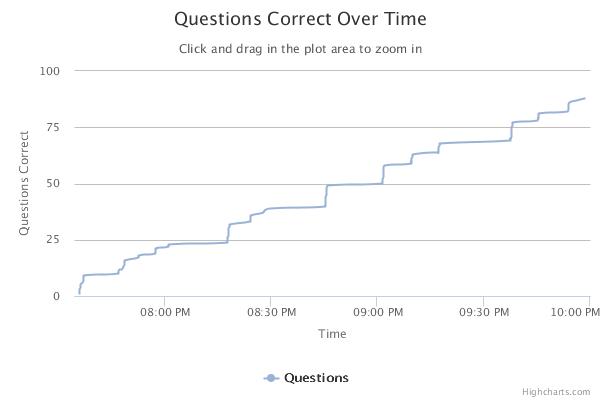 Questions Correct Over Time
Click and drag in the plot area to zoom in
100
75
50
25
0
Questions Correct
08:00 PM
08:30 PM
09:00 PM
09:30 PM
10:00 PM
Time
Questions
Highcharts.com